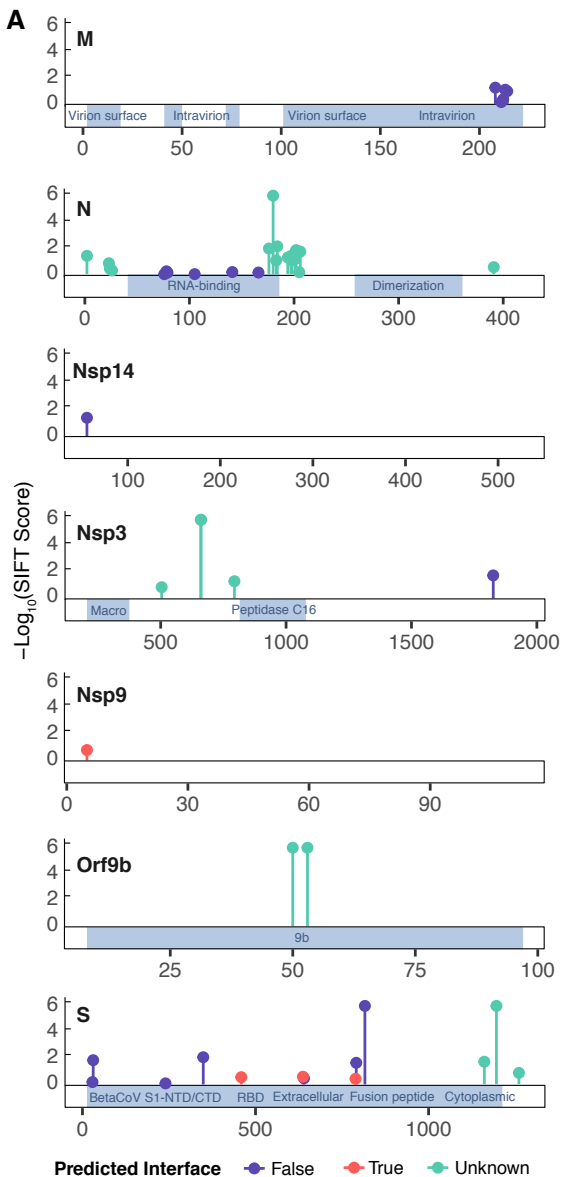 A
−Log10(SIFT Score)
M
6
4
2
0
Virion surface Intravirion Virion surface Intravirion
0 50 100 150 200
N
6
4
2
0
RNA-binding Dimerization
0 100 200 300 400
Nsp14
6
4
2
0
100 200 300 400 500
Nsp3
6
4
2
0
Macro Peptidase C16
500 1000 1500 2000
Nsp9
6
4
2
0
0 30 60 90
Orf9b
6
4
2
0
9b
25 50 75 100
S
6
4
2
0
BetaCoV S1-NTD/CTD RBD Extracellular Fusion peptide Cytoplasmic
0 500 1000
Predicted Interface False True Unknown